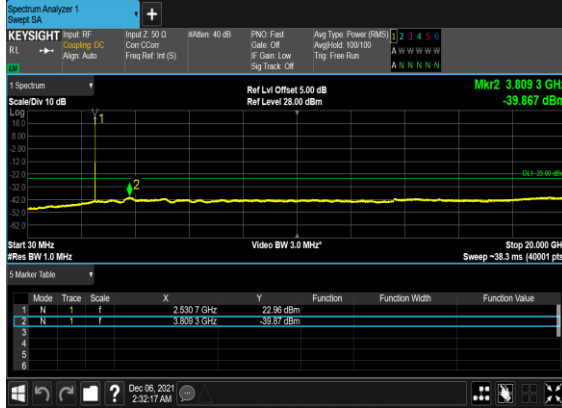 Spectrum Analyzer 1
Swept SA
+
KEYSIGHT Input: RF Input Z: 50 Ω #Atten: 40 dB PNO: Fast Avg Type: Power (RMS) 1 2 3 4 5 6
RL Coupling: DC Corr CCorr Gate: Off Avg|Hold: 100/100 A W W W W W
Align: Auto Freq Ref: Int (S) IF Gain: Low Trig: Free Run A N N N N N
Sig Track: Off
1 Spectrum Ref Lvl Offset 5.00 dB Mkr2 3.809 3 GHz
Scale/Div 10 dB Ref Level 28.00 dBm -39.867 dBm
Log
18.0 1
8.00
-2.00
-12.0
-22.0 DL1 -25.00 dBm
-32.0 2
-42.0
-52.0
-62.0
Start 30 MHz Video BW 3.0 MHz* Stop 20.000 GHz
#Res BW 1.0 MHz Sweep ~38.3 ms (40001 pts)
5 Marker Table
Mode Trace Scale X Y Function Function Width Function Value
1 N 1 f 2.530 7 GHz 22.96 dBm
2 N 1 f 3.809 3 GHz -39.87 dBm
3
4
5
6
? Dec 06, 2021
2:32:17 AM